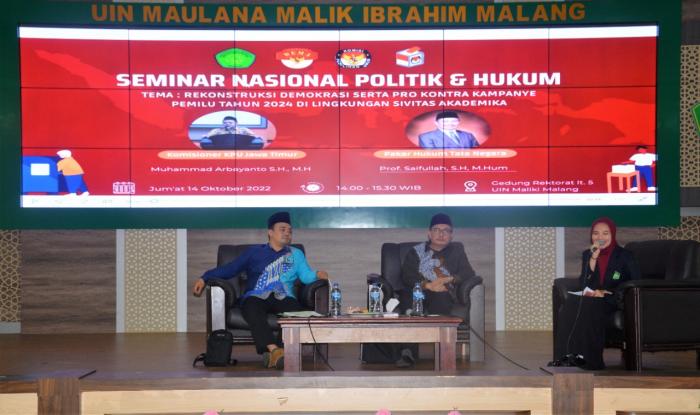 UIN MAULANA MALIK IBRAHIM MALANG
SEMINAR NASIONAL POLITIK & HUKUM
TEMA : REKONSTRUKSI DEMOKRASI SERTA PRO KONTRA KAMPANYE
PEMILU TAHUN 2024 DI LINGKUNGAN SIVITAS AKADEMIKA
Komisioner KPU Jawa Timur
Pakar Hukum Tata Negara
Muhammad Arbayanto S.H., M.H
Prof. Saifullah, S.H, M.Hum
Jum'at 14 Oktober 2022
14.00 - 15.30 WIB
Gedung Rektorat lt. 5
UIN Maliki Malang